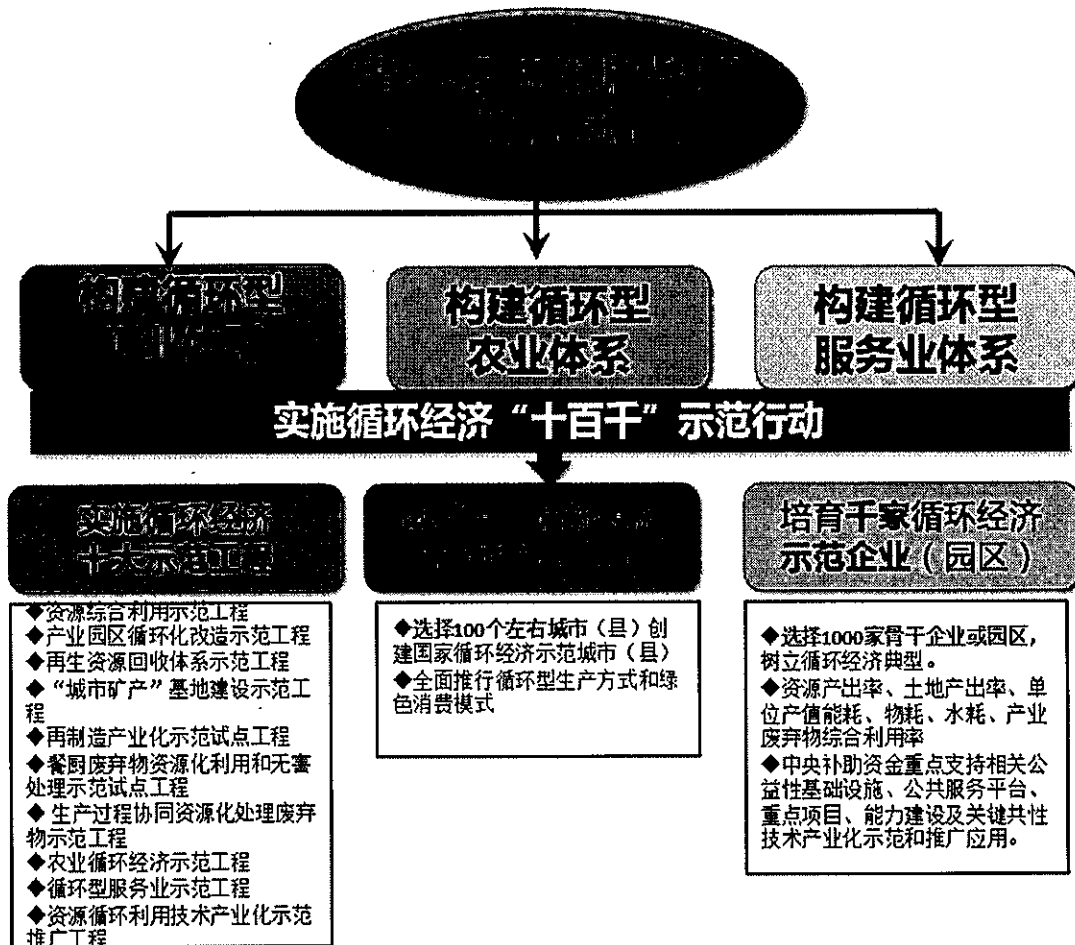 构建循环型
构建循环型
农业体系
构建循环型
服务业体系
实施循环经济“十百千”示范行动
实施循环经济
十大示范工程
培育千家循环经济
示范企业（园区）
◆资源综合利用示范工程
◆产业园区循环化改造示范工程
◆再生资源回收体系示范工程
◆“城市矿产”基地建设示范工
程
◆再制造产业化示范试点工程
◆餐厨废弃物资源化利用和无害
处理示范试点工程
◆生产过程协同资源化处理废弃
物示范工程
◆农业循环经济示范工程
◆循环型服务业示范工程
◆资源循环利用技术产业化示范
推广工程
◆选择100个左右城市（县）创
建国家循环经济示范城市（县）
◆全面推行循环型生产方式和绿
色消费模式
◆选择1000家骨干企业或园区，
树立循环经济典型。
◆资源产出率、土地产出率、单
位产值能耗、物耗、水耗、产业
废弃物综合利用率
◆中央补助资金重点支持相关公
益性基础设施、公共服务平台、
重点项目、能力建设及关键共性
技术产业化示范和推广应用。